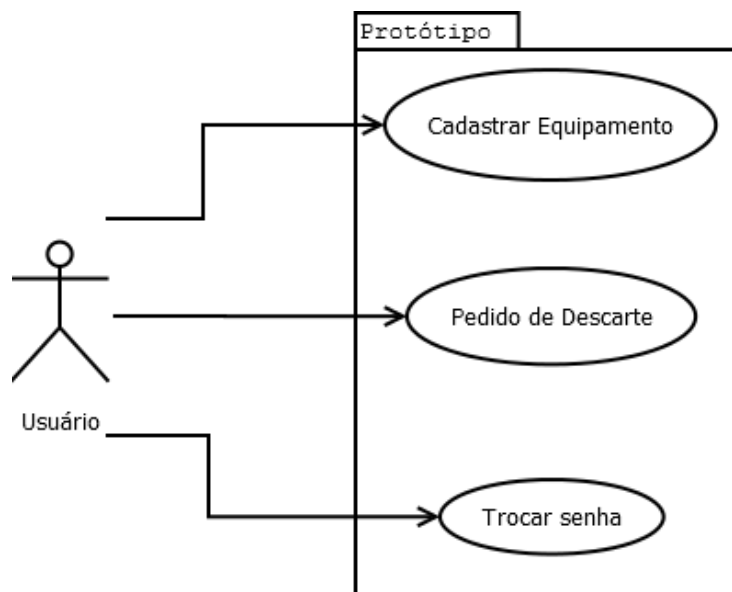 Protótipo
Cadastrar Equipamento
Pedido de Descarte
Usuário
Trocar senha